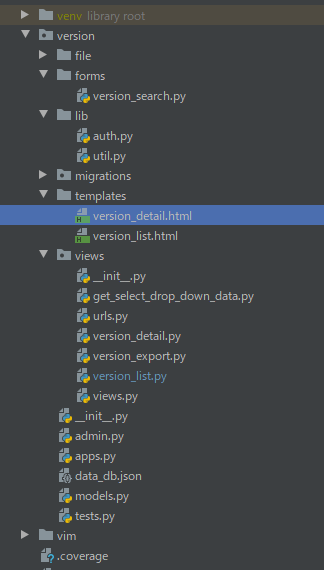 venv library root
version
file
forms
version_search.py
lib
auth.py
util.py
migrations
templates
version_detail.html
version_list.html
views
__init__.py
get_select_drop_down_data.py
urls.py
version_detail.py
version_export.py
version_list.py
views.py
__init__.py
admin.py
apps.py
data_db.json
models.py
tests.py
vim
.coverage